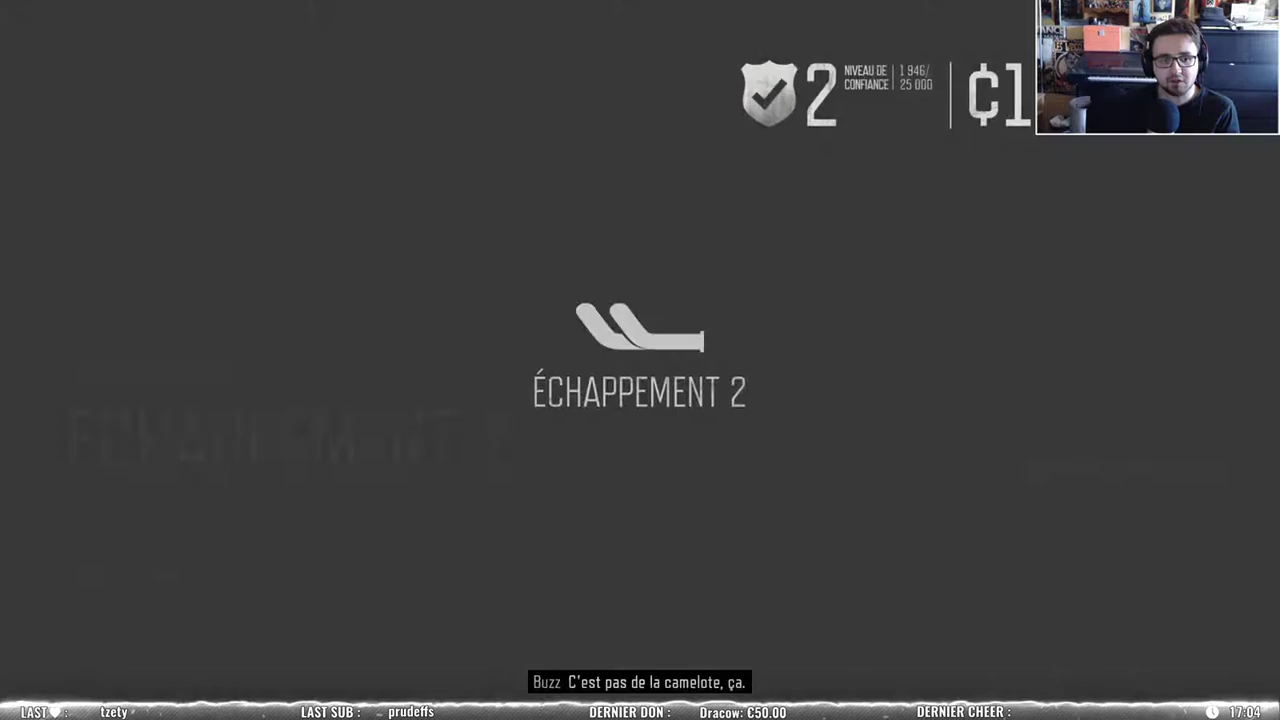 2 NIVEAU DE CONFIANCE 1 946/ 25 000 ₵1
ÉCHAPPEMENT 2
Buzz C'est pas de la camelote, ça.
LAST : tzety LAST SUB : prudeffs DERNIER DON : Dracow: €50.00 DERNIER CHEER : 17:04